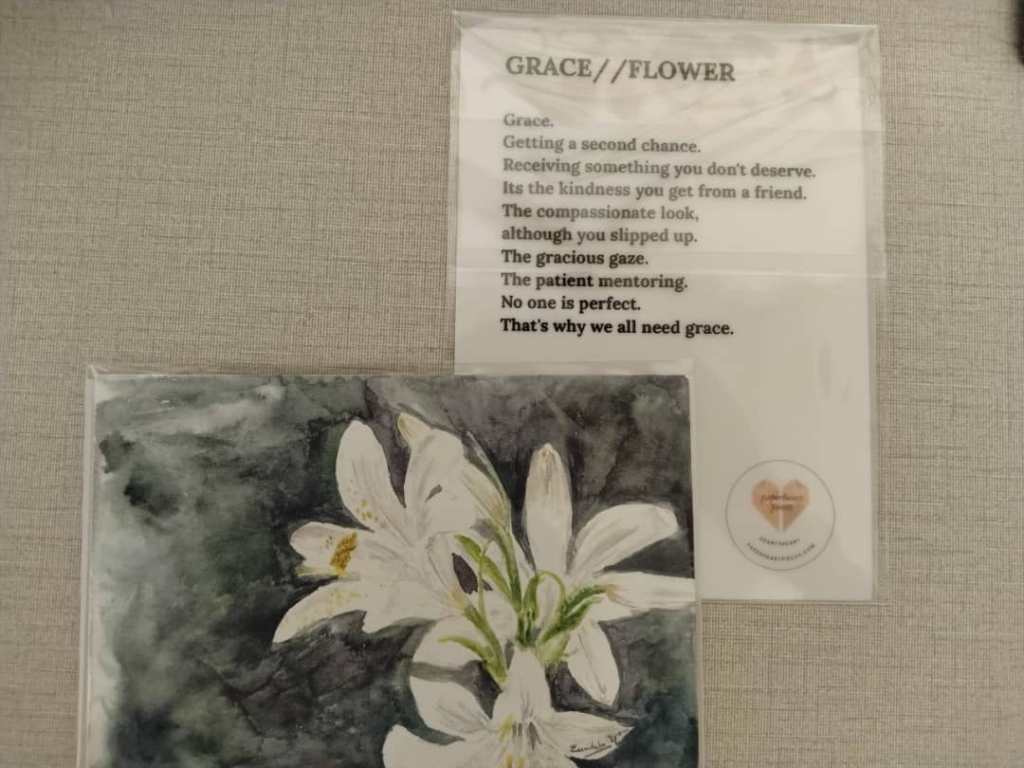 GRACE//FLOWER
Grace.
Getting a second chance.
Receiving something you don't deserve.
Its the kindness you get from a friend.
The compassionate look,
although you slipped up.
The gracious gaze.
The patient mentoring.
No one is perfect.
That's why we all need grace.